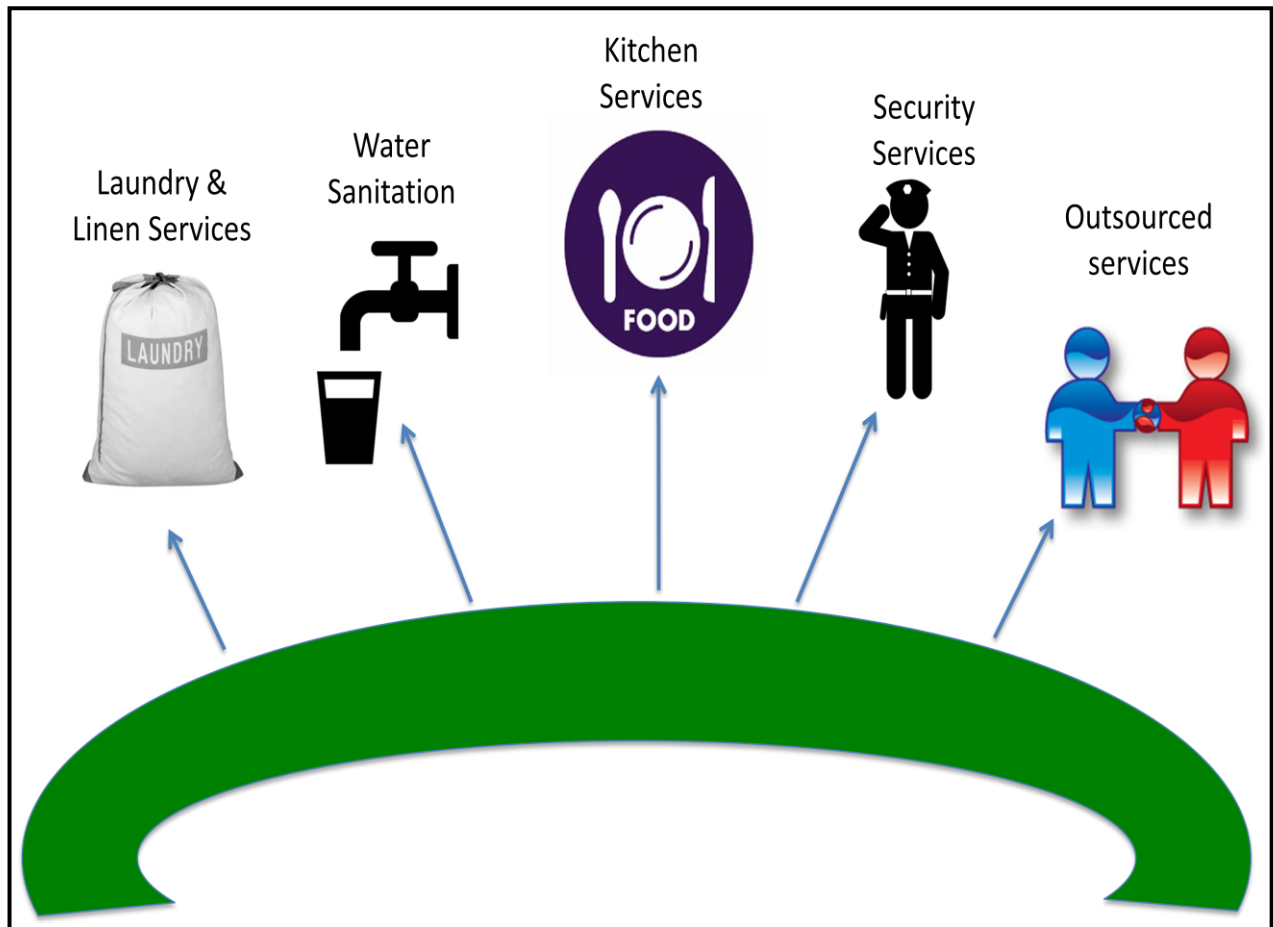 Laundry &
Linen Services
LAUNDRY
Water
Sanitation
Kitchen
Services
FOOD
Security
Services
Outsourced
services